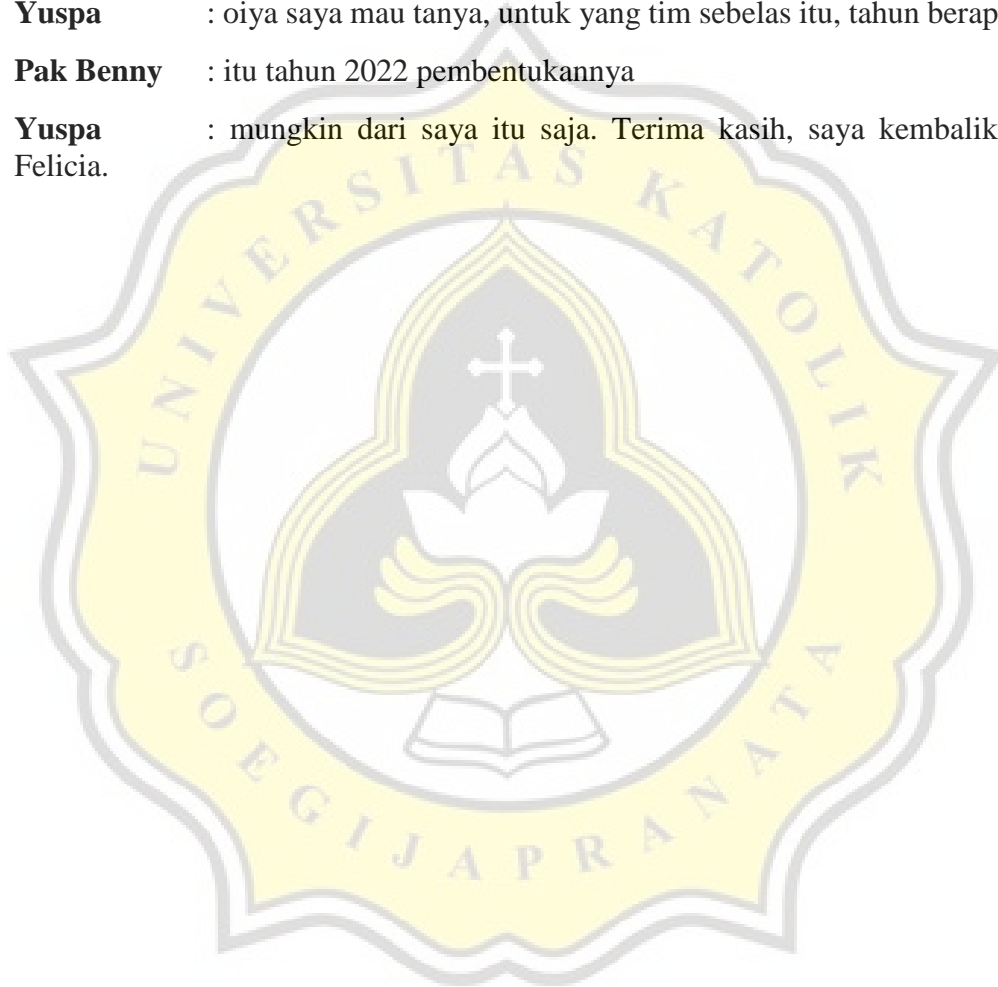 Yuspa : oiya saya mau tanya, untuk yang tim sebelas itu, tahun berap
Pak Benny : itu tahun 2022 pembentukannya
Yuspa : mungkin dari saya itu saja. Terima kasih, saya kembalik
Felicia.
UNIVERSITAS KATOLIK
SOEGIJAPRANATA